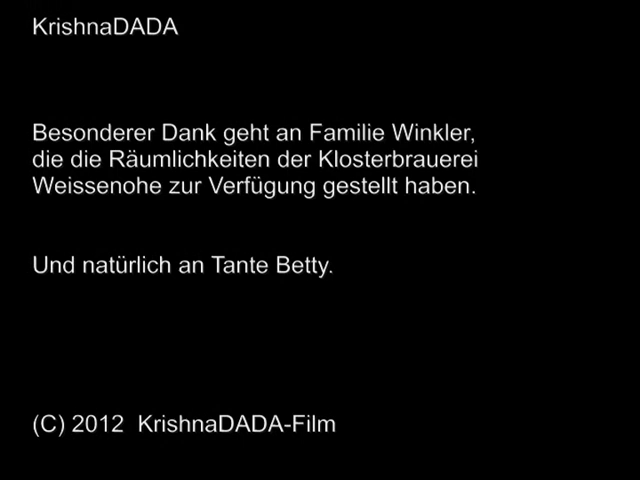 KrishnaDADA
Besonderer Dank geht an Familie Winkler,
die die Räumlichkeiten der Klosterbrauerei
Weissenohe zur Verfügung gestellt haben.
Und natürlich an Tante Betty.
(C) 2012  KrishnaDADA-Film